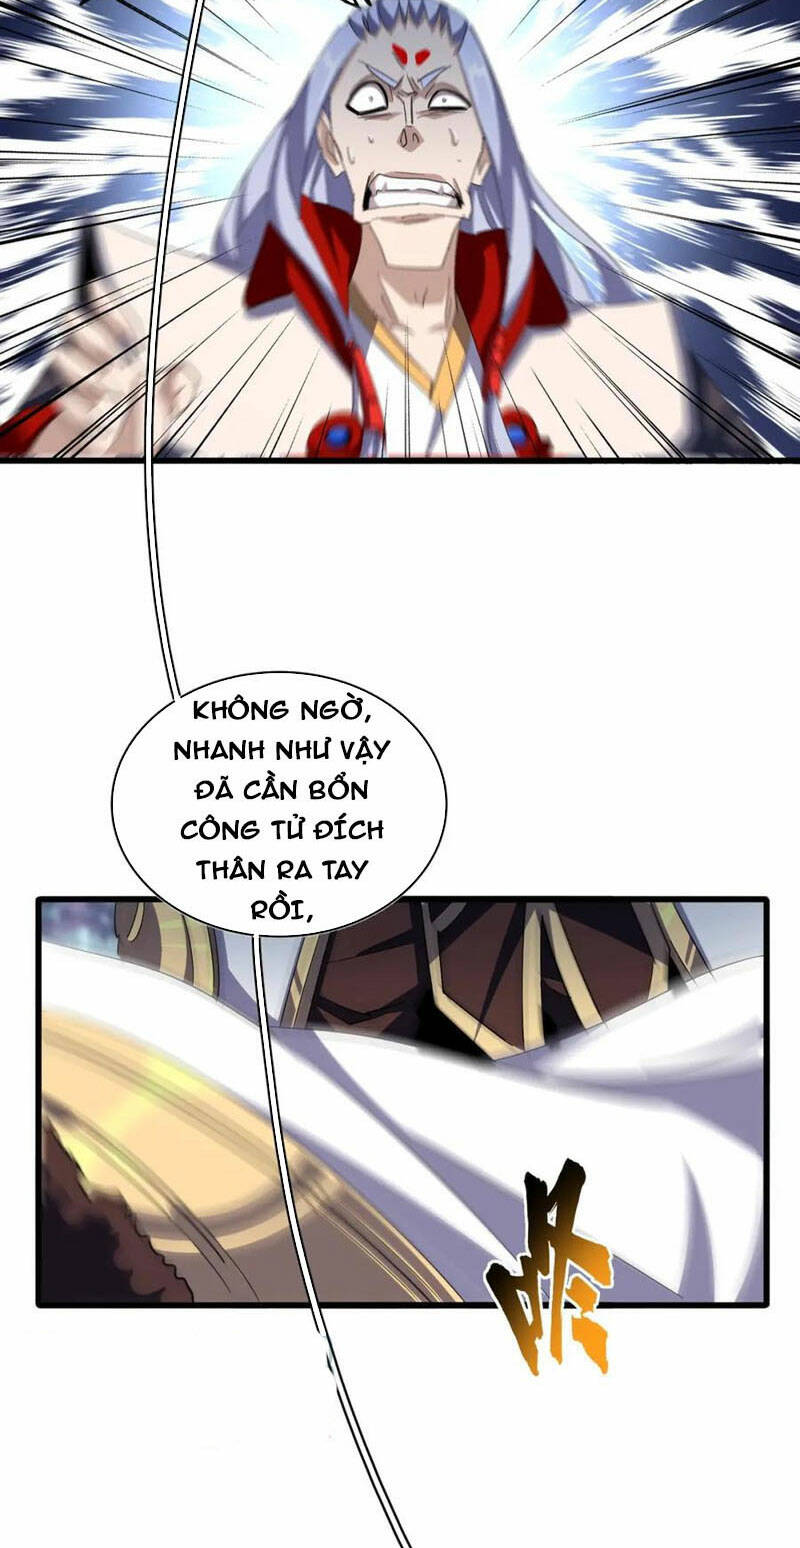 KHÔNG NGỜ,
NHANH NHƯ VẬY
ĐÃ CẦN BỔN
CÔNG TỬ ĐÍCH
THÂN RA TAY
RỒI,